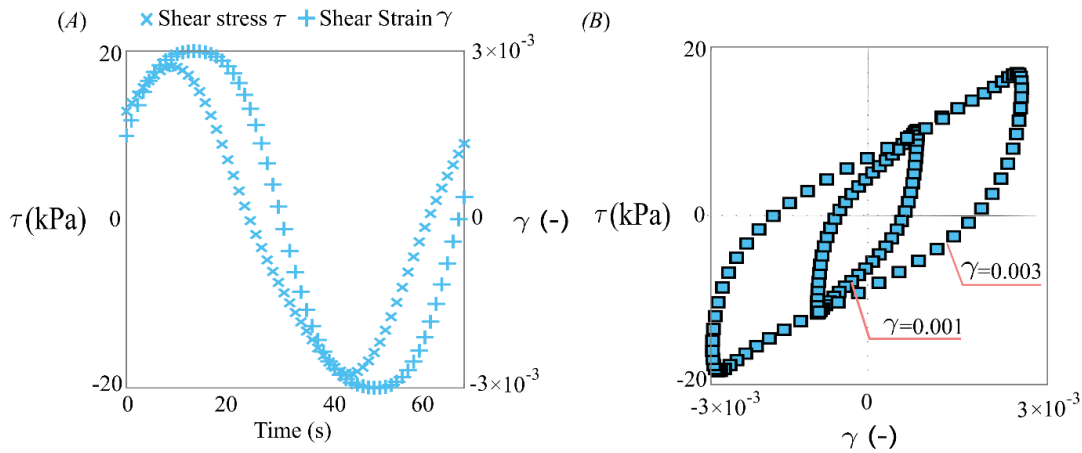 (A) × Shear stress τ + Shear Strain γ
20
3×10⁻³
τ (kPa)
0
0
γ (-)
-20
-3×10⁻³
0 20 40 60
Time (s)
(B)
20
τ (kPa)
0
γ=0.003
γ=0.001
-20
-3×10⁻³ 0 3×10⁻³
γ (-)